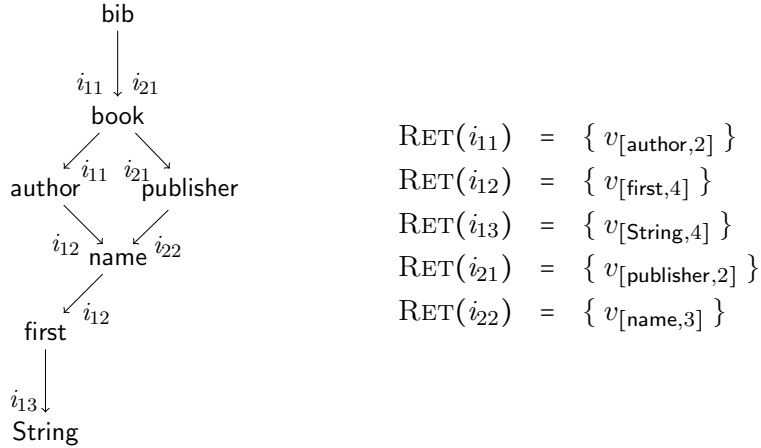 bib
i₁₁ i₂₁
book
i₁₁ i₂₁
author publisher
i₁₂ i₂₂
name
i₁₂
first
i₁₃
String
RET(i₁₁) = { v[author,2] }
RET(i₁₂) = { v[first,4] }
RET(i₁₃) = { v[String,4] }
RET(i₂₁) = { v[publisher,2] }
RET(i₂₂) = { v[name,3] }